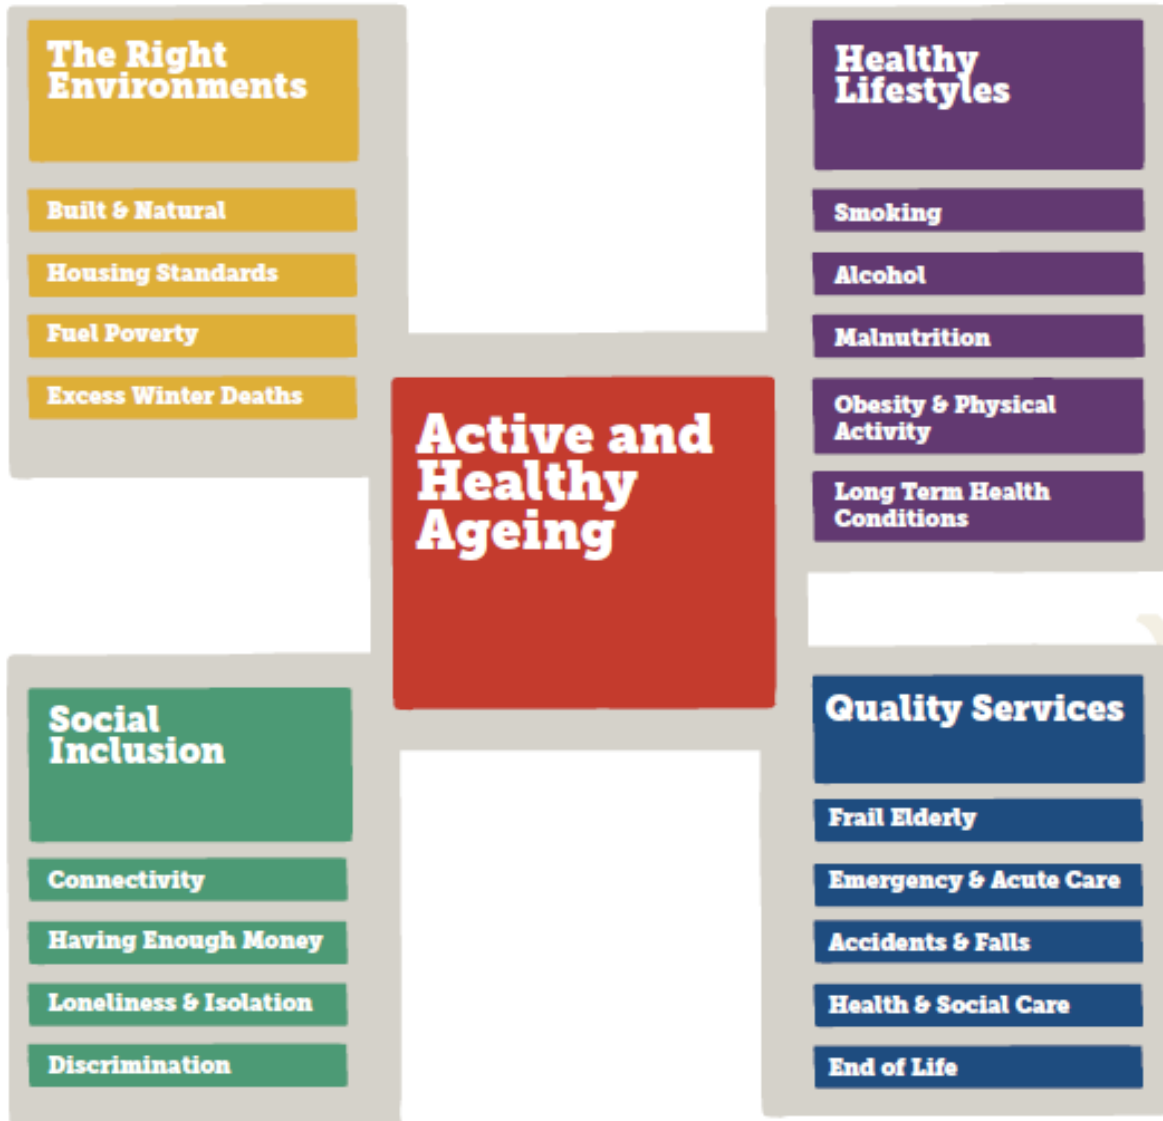 The Right
Environments
Built & Natural
Housing Standards
Fuel Poverty
Excess Winter Deaths
Healthy
Lifestyles
Smoking
Alcohol
Malnutrition
Obesity & Physical
Activity
Long Term Health
Conditions
Active and
Healthy
Ageing
Social
Inclusion
Connectivity
Having Enough Money
Loneliness & Isolation
Discrimination
Quality Services
Frail Elderly
Emergency & Acute Care
Accidents & Falls
Health & Social Care
End of Life